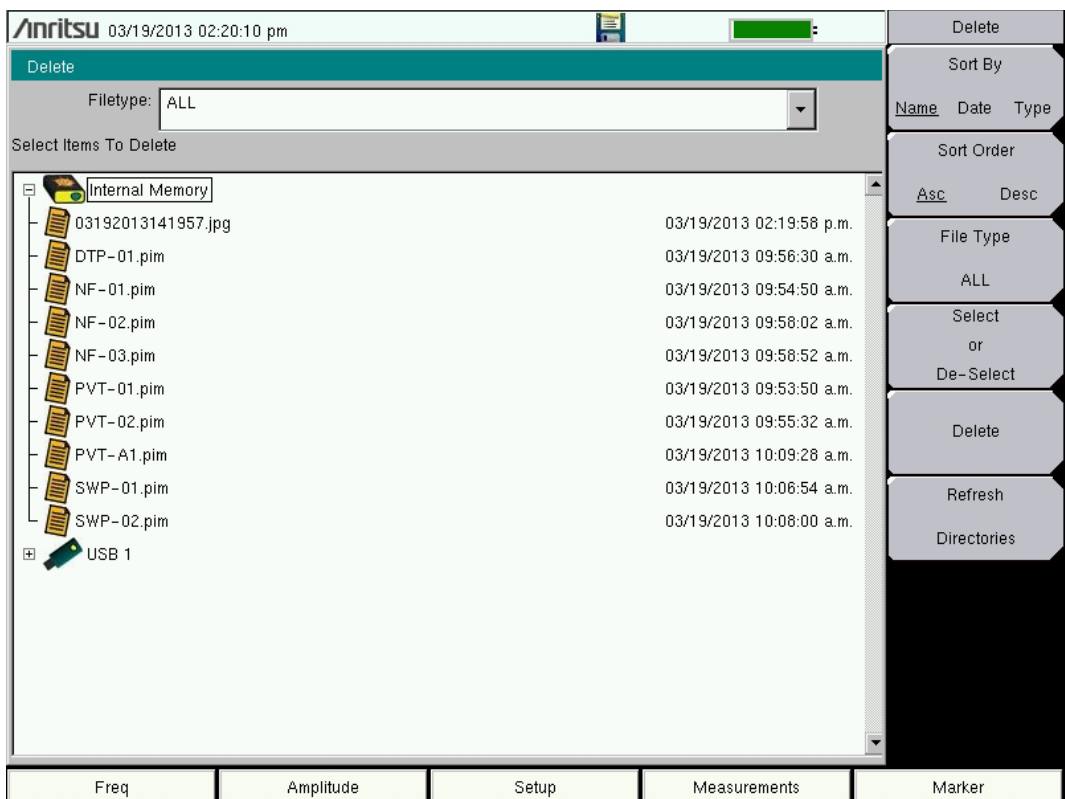 Anritsu 03/19/2013 02:20:10 pm
Delete
Filetype: ALL
Select Items To Delete
Internal Memory
031920131​41957.jpg 03/19/2013 02:19:58 p.m.
DTP-01.pim 03/19/2013 09:56:30 a.m.
NF-01.pim 03/19/2013 09:54:50 a.m.
NF-02.pim 03/19/2013 09:58:02 a.m.
NF-03.pim 03/19/2013 09:58:52 a.m.
PVT-01.pim 03/19/2013 09:53:50 a.m.
PVT-02.pim 03/19/2013 09:55:32 a.m.
PVT-A1.pim 03/19/2013 10:09:28 a.m.
SWP-01.pim 03/19/2013 10:06:54 a.m.
SWP-02.pim 03/19/2013 10:08:00 a.m.
USB 1
Delete
Sort By
Name Date Type
Sort Order
Asc Desc
File Type
ALL
Select
or
De-Select
Delete
Refresh
Directories
Freq Amplitude Setup Measurements Marker